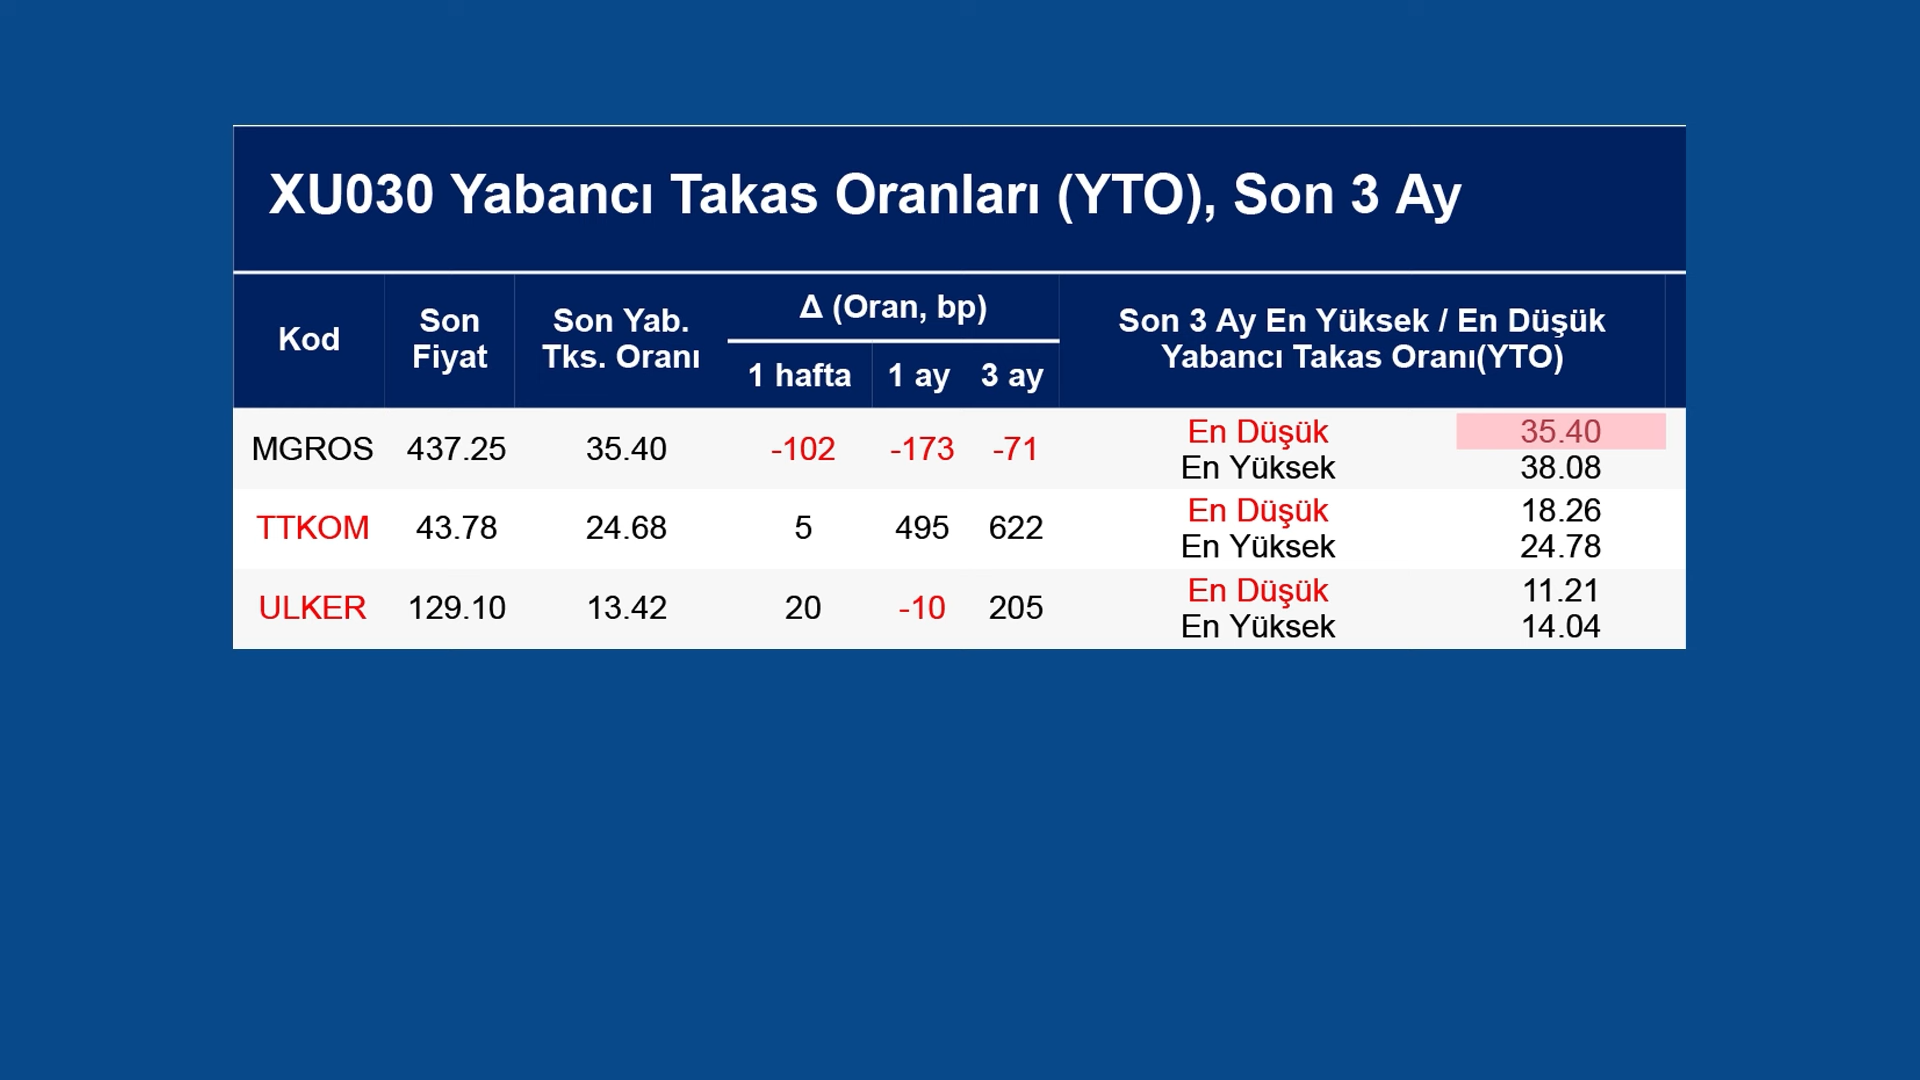 XU030 Yabancı Takas Oranları (YTO), Son 3 Ay
Kod
Son
Fiyat
Son Yab.
Tks. Oranı
Δ (Oran, bp)
1 hafta 1 ay 3 ay
Son 3 Ay En Yüksek / En Düşük
Yabancı Takas Oranı(YTO)
MGROS 437.25 35.40 -102 -173 -71
En Düşük 35.40
En Yüksek 38.08
TTKOM 43.78 24.68 5 495 622
En Düşük 18.26
En Yüksek 24.78
ULKER 129.10 13.42 20 -10 205
En Düşük 11.21
En Yüksek 14.04